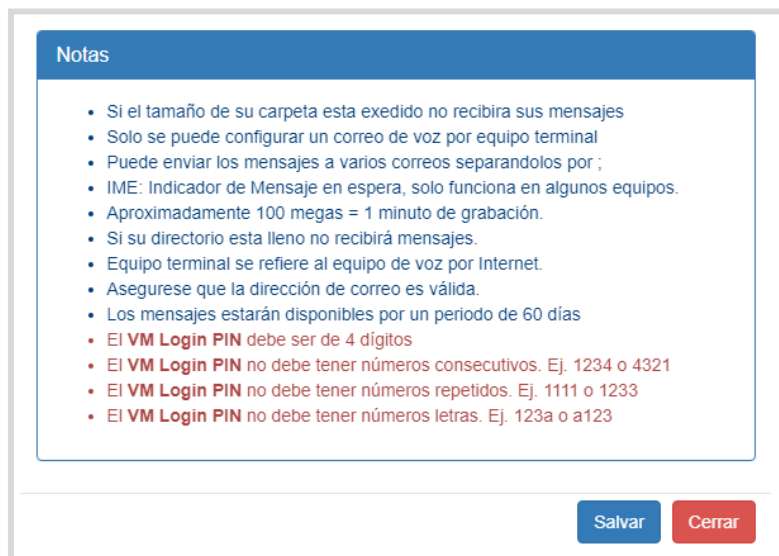 Notas
Si el tamaño de su carpeta esta exedido no recibira sus mensajes
Solo se puede configurar un correo de voz por equipo terminal
Puede enviar los mensajes a varios correos separandolos por ;
IME: Indicador de Mensaje en espera, solo funciona en algunos equipos.
Aproximadamente 100 megas = 1 minuto de grabación.
Si su directorio esta lleno no recibirá mensajes.
Equipo terminal se refiere al equipo de voz por Internet.
Asegurese que la dirección de correo es válida.
Los mensajes estarán disponibles por un periodo de 60 días
El VM Login PIN debe ser de 4 dígitos
El VM Login PIN no debe tener números consecutivos. Ej. 1234 o 4321
El VM Login PIN no debe tener números repetidos. Ej. 1111 o 1233
El VM Login PIN no debe tener números letras. Ej. 123a o a123
Salvar Cerrar